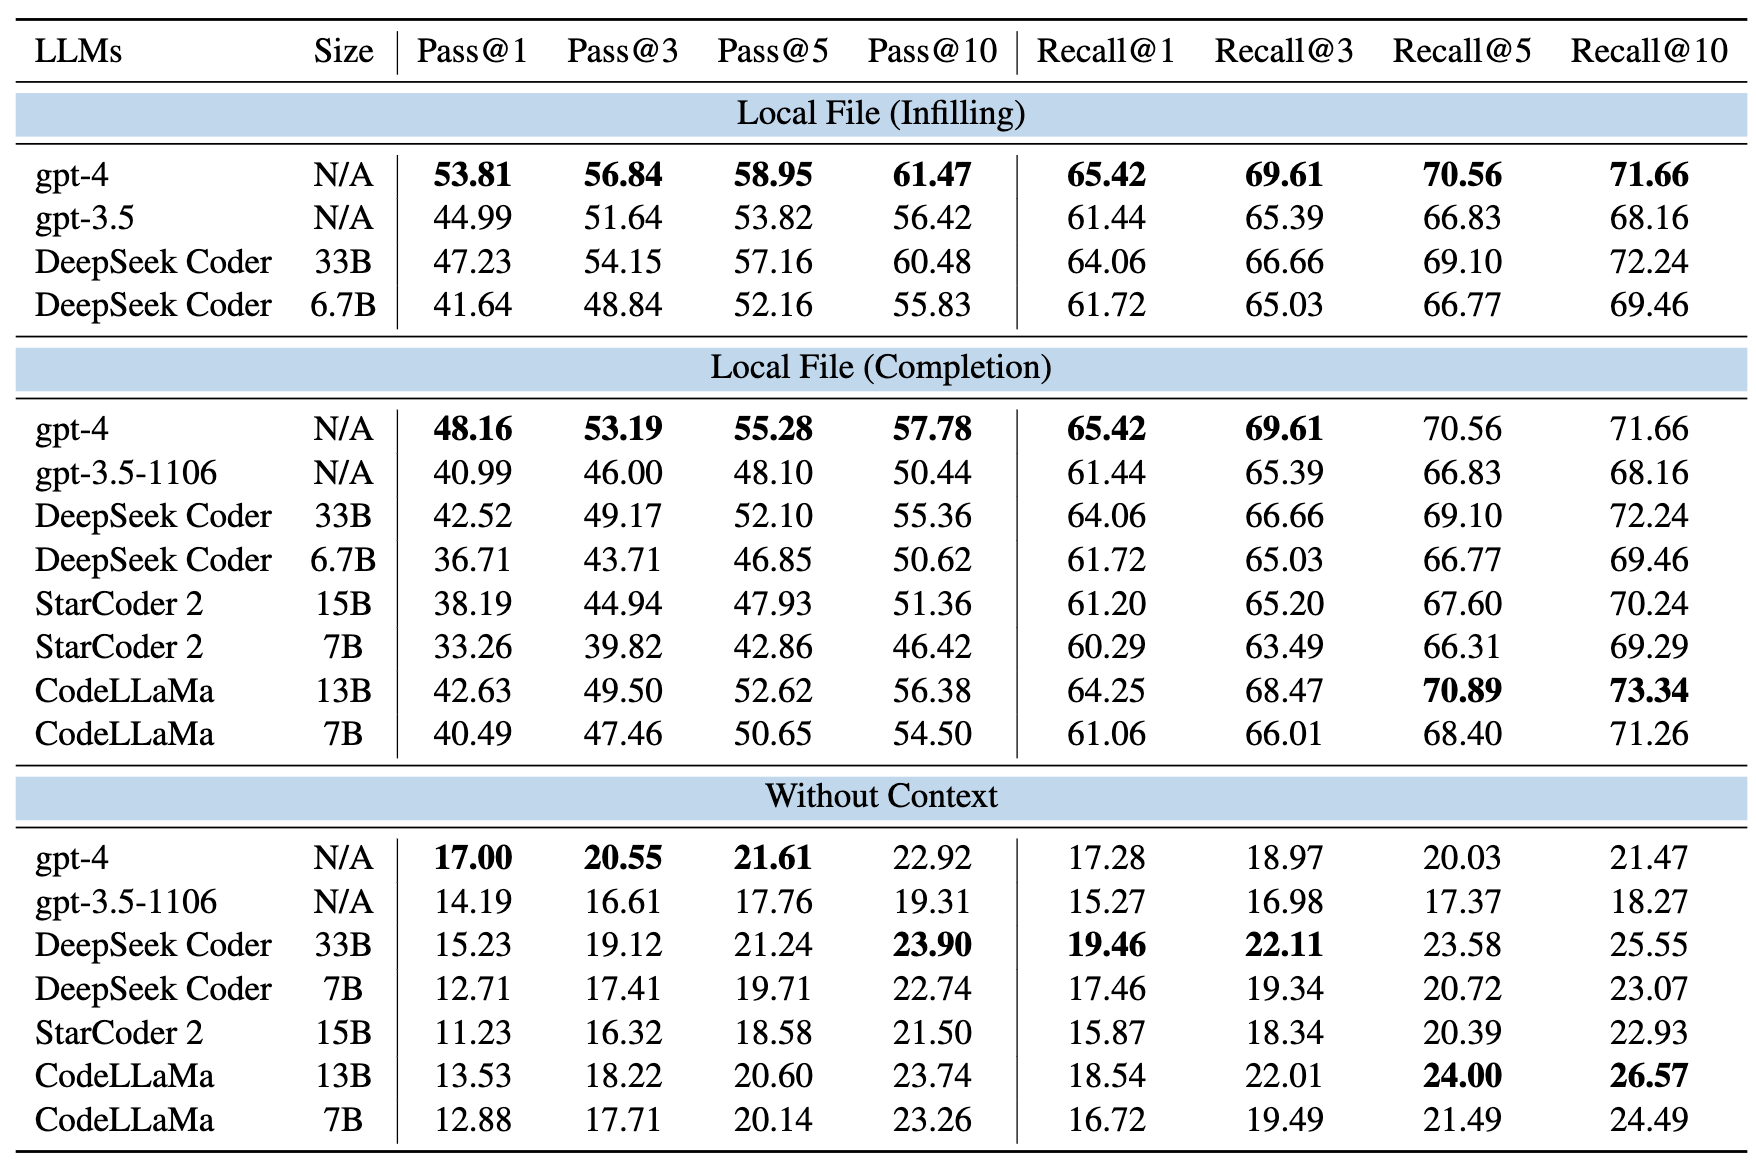 LLMs Size Pass@1 Pass@3 Pass@5 Pass@10 Recall@1 Recall@3 Recall@5 Recall@10
Local File (Infilling)
gpt-4 N/A 53.81 56.84 58.95 61.47 65.42 69.61 70.56 71.66
gpt-3.5 N/A 44.99 51.64 53.82 56.42 61.44 65.39 66.83 68.16
DeepSeek Coder 33B 47.23 54.15 57.16 60.48 64.06 66.66 69.10 72.24
DeepSeek Coder 6.7B 41.64 48.84 52.16 55.83 61.72 65.03 66.77 69.46
Local File (Completion)
gpt-4 N/A 48.16 53.19 55.28 57.78 65.42 69.61 70.56 71.66
gpt-3.5-1106 N/A 40.99 46.00 48.10 50.44 61.44 65.39 66.83 68.16
DeepSeek Coder 33B 42.52 49.17 52.10 55.36 64.06 66.66 69.10 72.24
DeepSeek Coder 6.7B 36.71 43.71 46.85 50.62 61.72 65.03 66.77 69.46
StarCoder 2 15B 38.19 44.94 47.93 51.36 61.20 65.20 67.60 70.24
StarCoder 2 7B 33.26 39.82 42.86 46.42 60.29 63.49 66.31 69.29
CodeLLaMa 13B 42.63 49.50 52.62 56.38 64.25 68.47 70.89 73.34
CodeLLaMa 7B 40.49 47.46 50.65 54.50 61.06 66.01 68.40 71.26
Without Context
gpt-4 N/A 17.00 20.55 21.61 22.92 17.28 18.97 20.03 21.47
gpt-3.5-1106 N/A 14.19 16.61 17.76 19.31 15.27 16.98 17.37 18.27
DeepSeek Coder 33B 15.23 19.12 21.24 23.90 19.46 22.11 23.58 25.55
DeepSeek Coder 7B 12.71 17.41 19.71 22.74 17.46 19.34 20.72 23.07
StarCoder 2 15B 11.23 16.32 18.58 21.50 15.87 18.34 20.39 22.93
CodeLLaMa 13B 13.53 18.22 20.60 23.74 18.54 22.01 24.00 26.57
CodeLLaMa 7B 12.88 17.71 20.14 23.26 16.72 19.49 21.49 24.49